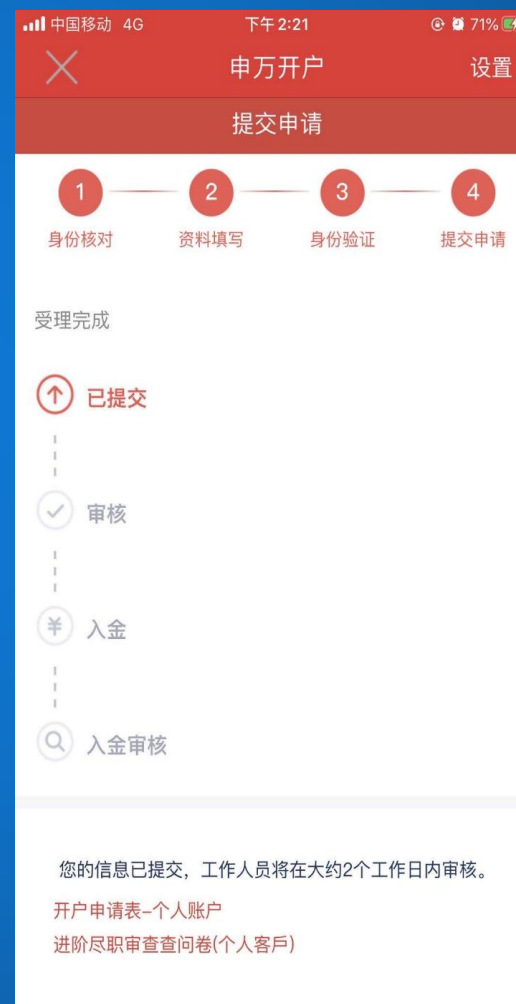 中国移动 4G 下午2:21 71%
申万开户 设置
提交申请
1 2 3 4
身份核对 资料填写 身份验证 提交申请
受理完成
已提交
审核
¥ 入金
入金审核
您的信息已提交，工作人员将在大约2个工作日内审核。
开户申请表–个人账户
进阶尽职审查查问卷(个人客戶)